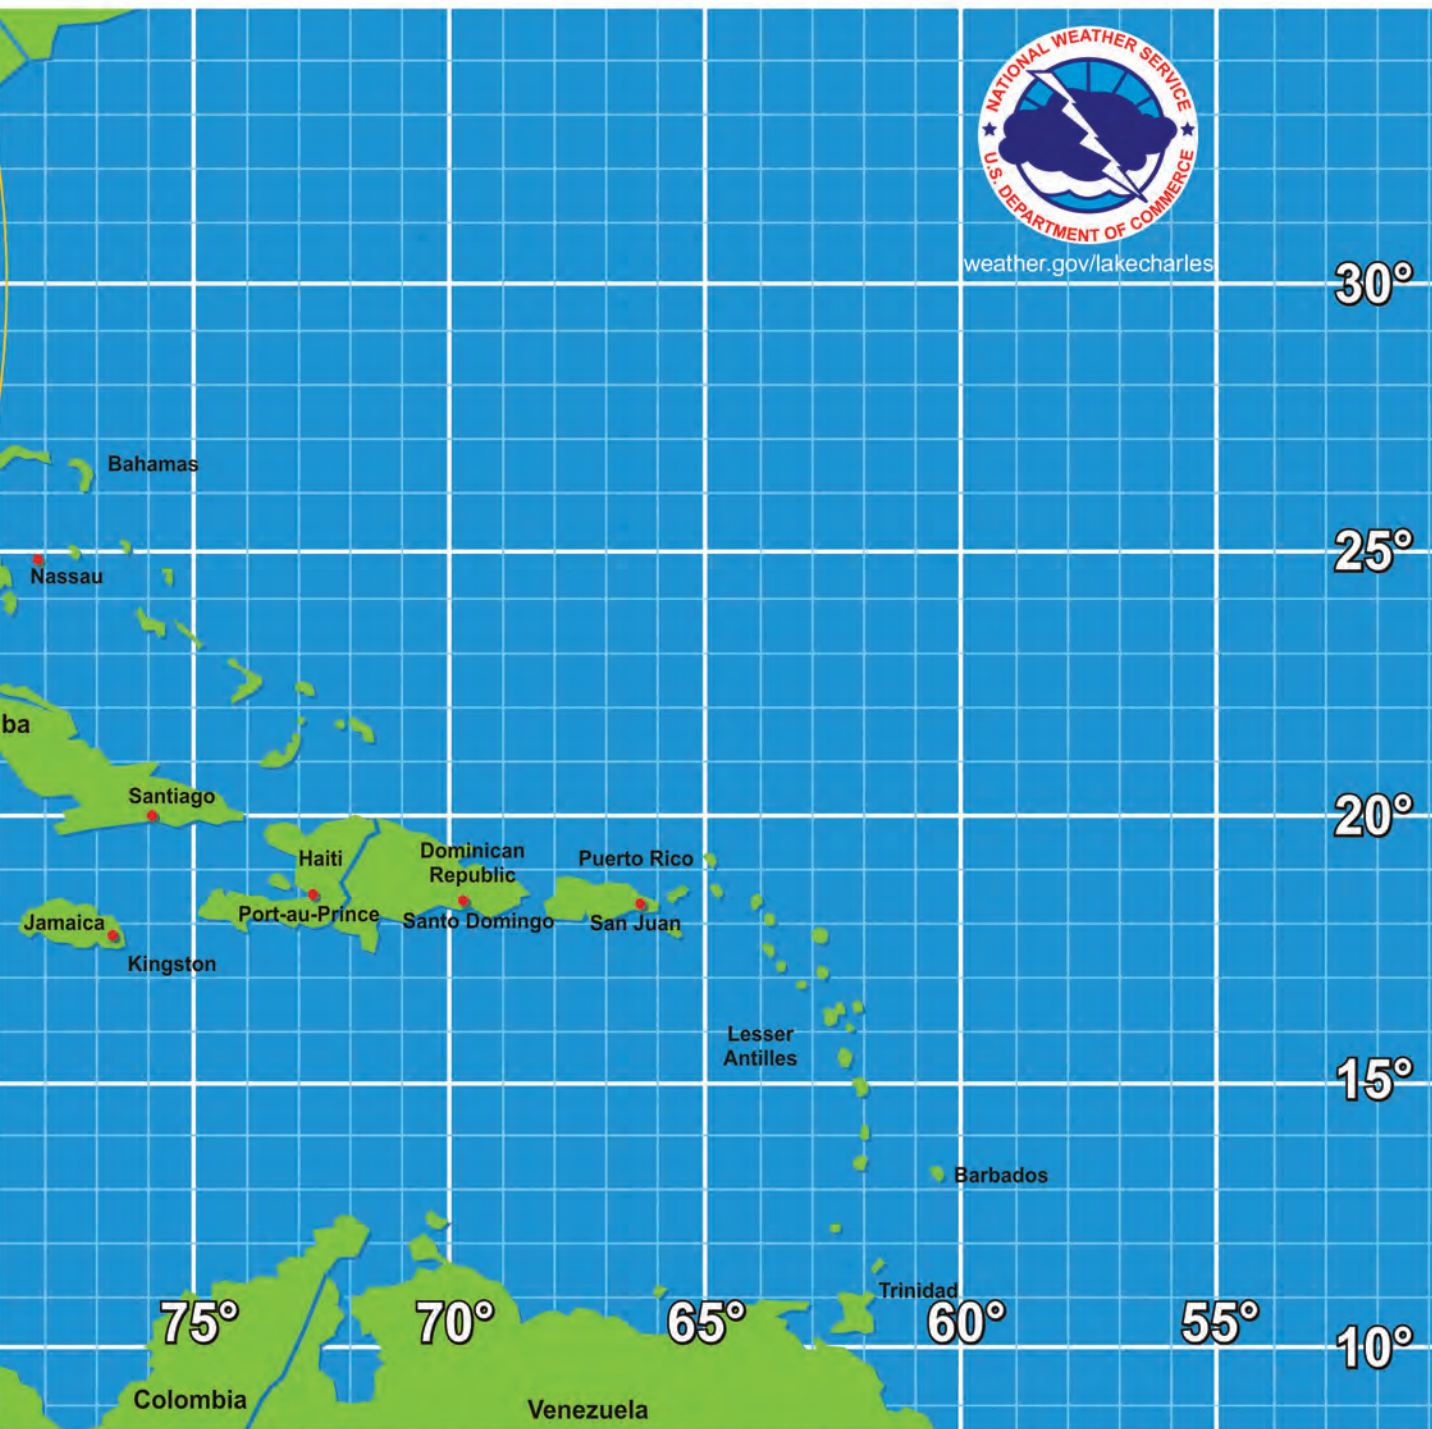 NATIONAL WEATHER SERVICE
U.S. DEPARTMENT OF COMMERCE
weather.gov/lakecharles
30°
Bahamas
25°
Nassau
ba
Santiago
20°
Haiti
Dominican
Republic
Puerto Rico
Jamaica
Port-au-Prince
Santo Domingo
San Juan
Kingston
Lesser
Antilles
15°
Barbados
Trinidad
75°
70°
65°
60°
55°
10°
Colombia
Venezuela